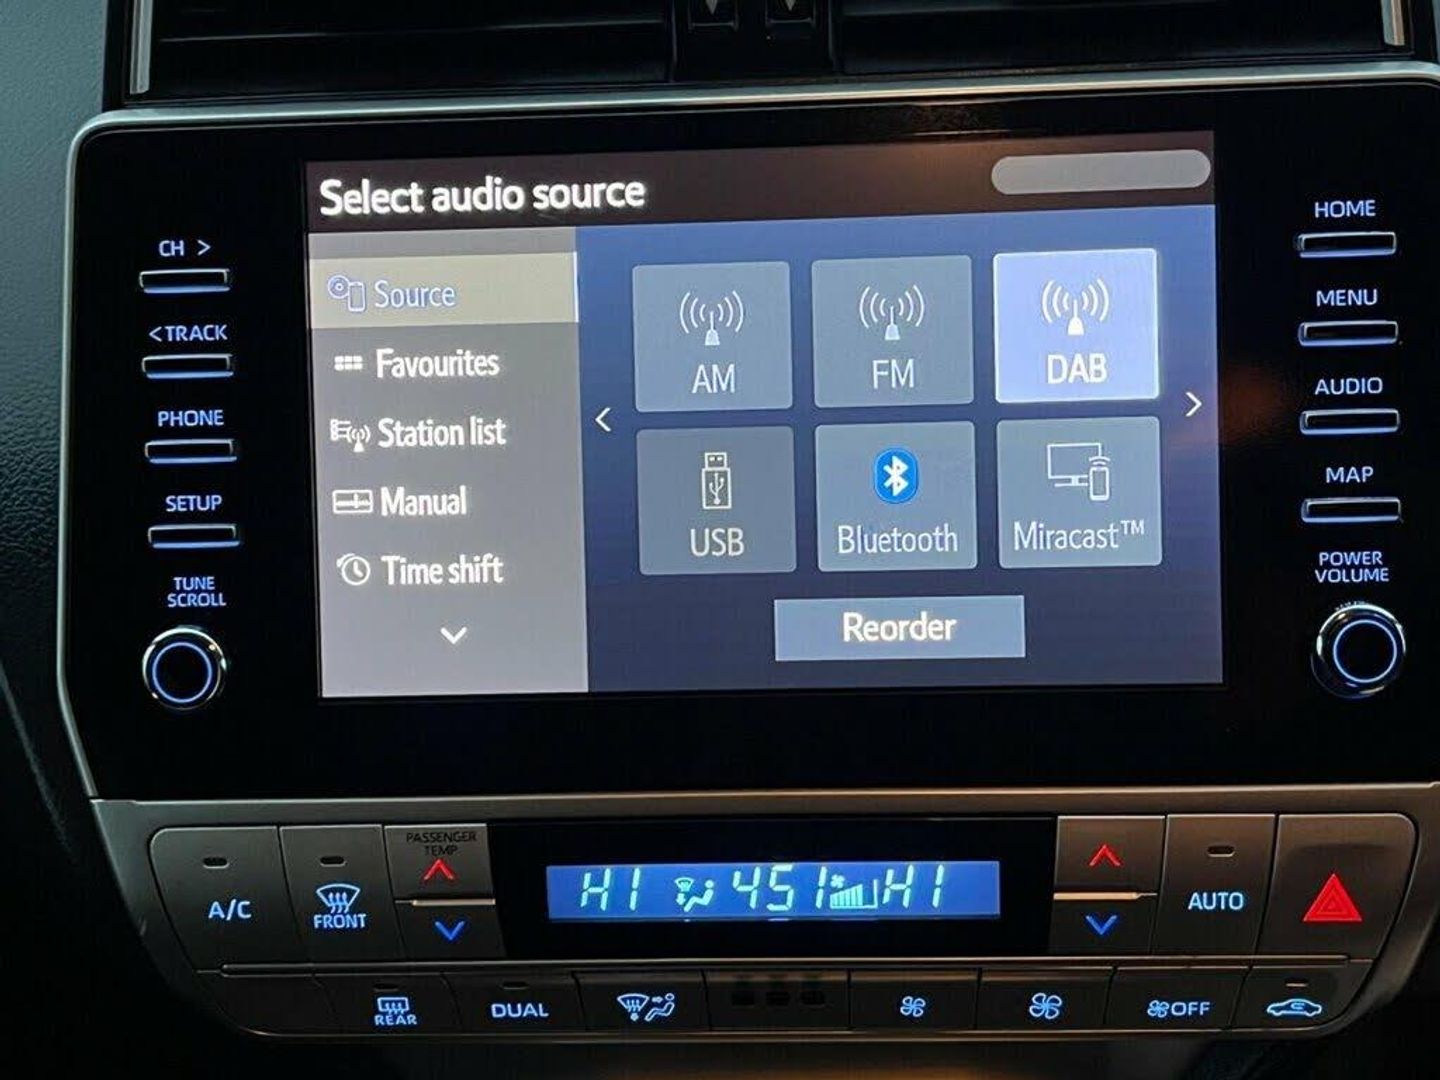 Select audio source
Source
Favourites
Station list
Manual
Time shift
AM
FM
DAB
USB
Bluetooth
Miracast™
Reorder
CH >
<TRACK
PHONE
SETUP
TUNE
SCROLL
HOME
MENU
AUDIO
MAP
POWER
VOLUME
A/C
FRONT
PASSENGER
TEMP
HI 451 HI
AUTO
REAR
DUAL
OFF